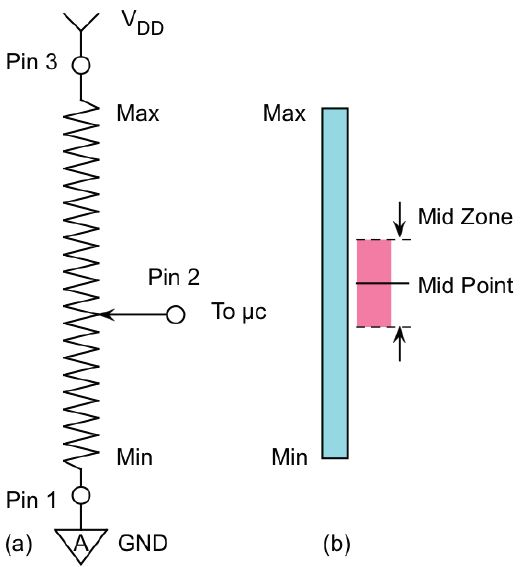 V_DD
Pin 3
Max
Max
Mid Zone
Pin 2
Mid Point
To µc
Min
Min
Pin 1
A
(a)
GND
(b)